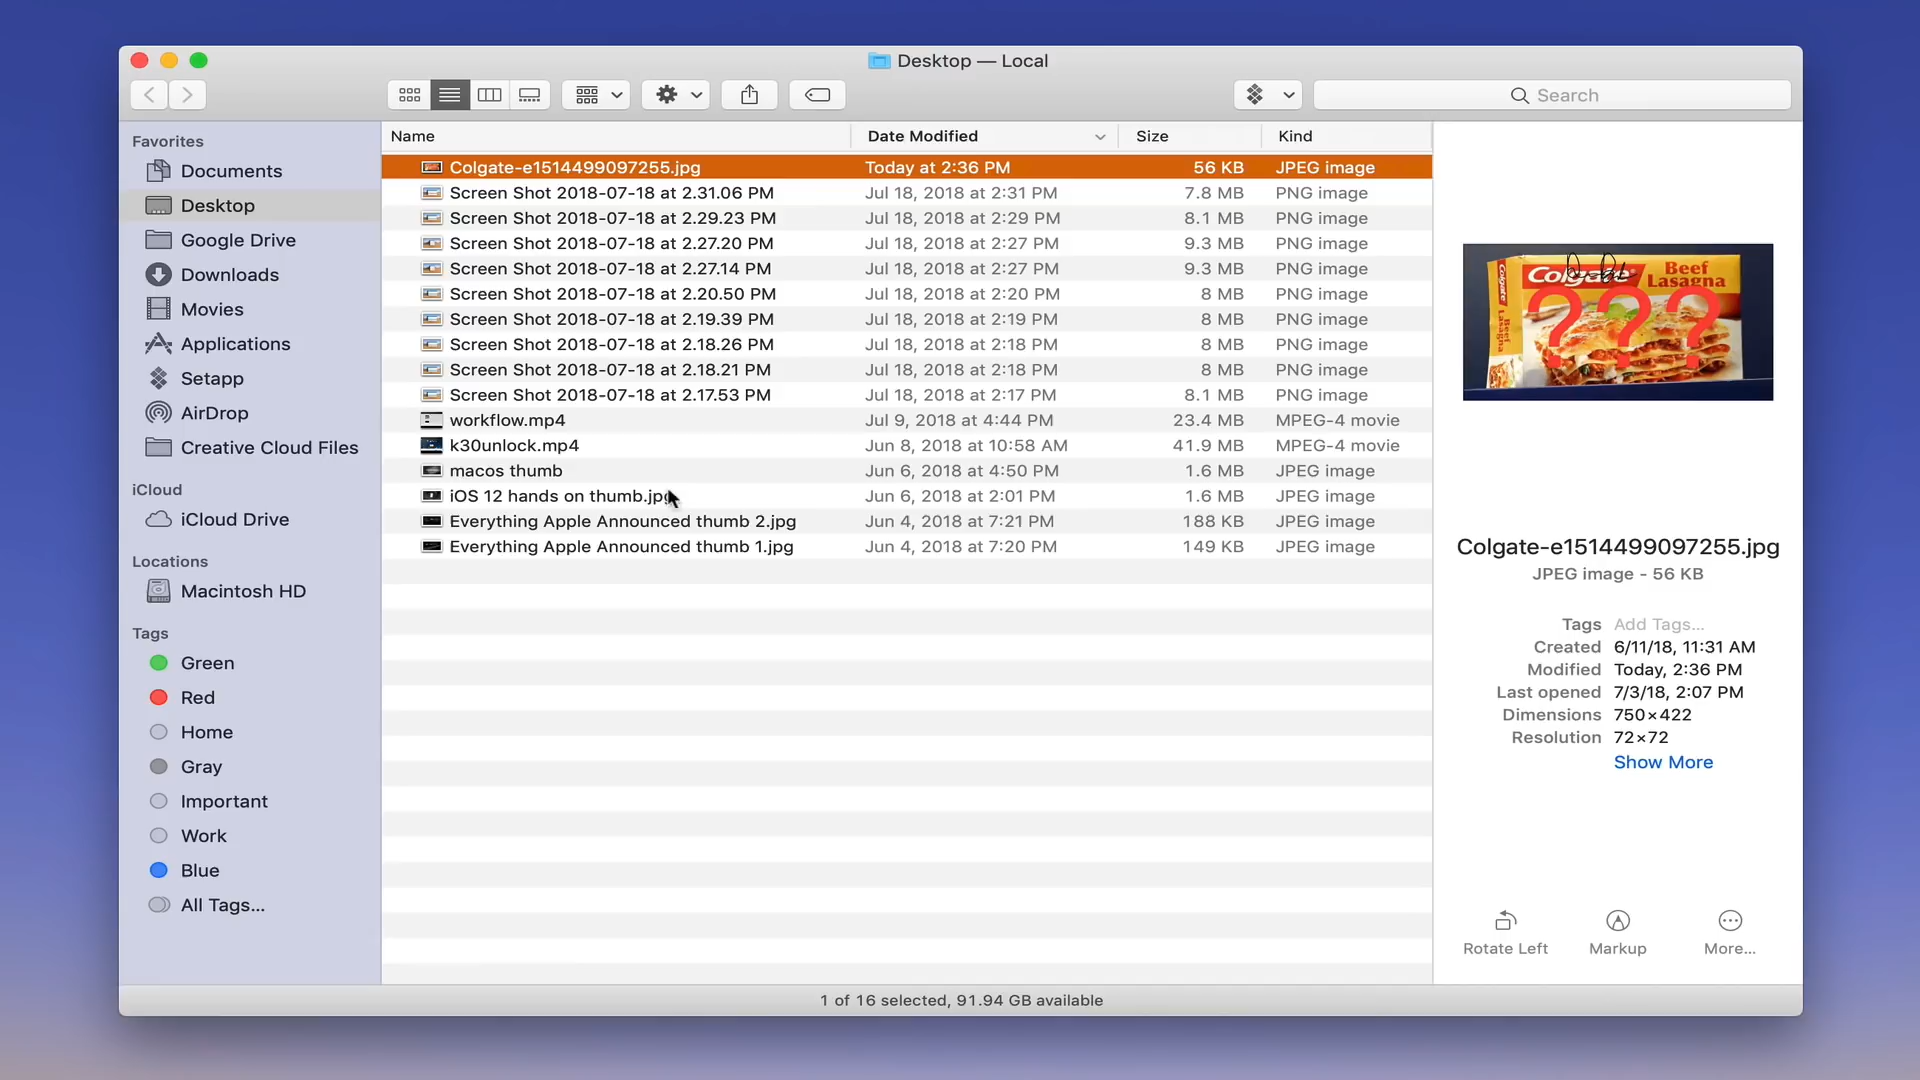 Desktop — Local
Search
Favorites
Documents
Desktop
Google Drive
Downloads
Movies
Applications
Setapp
AirDrop
Creative Cloud Files
iCloud
iCloud Drive
Locations
Macintosh HD
Tags
Green
Red
Home
Gray
Important
Work
Blue
All Tags...
Name Date Modified Size Kind
Colgate-e1514499097255.jpg Today at 2:36 PM 56 KB JPEG image
Screen Shot 2018-07-18 at 2.31.06 PM Jul 18, 2018 at 2:31 PM 7.8 MB PNG image
Screen Shot 2018-07-18 at 2.29.23 PM Jul 18, 2018 at 2:29 PM 8.1 MB PNG image
Screen Shot 2018-07-18 at 2.27.20 PM Jul 18, 2018 at 2:27 PM 9.3 MB PNG image
Screen Shot 2018-07-18 at 2.27.14 PM Jul 18, 2018 at 2:27 PM 9.3 MB PNG image
Screen Shot 2018-07-18 at 2.20.50 PM Jul 18, 2018 at 2:20 PM 8 MB PNG image
Screen Shot 2018-07-18 at 2.19.39 PM Jul 18, 2018 at 2:19 PM 8 MB PNG image
Screen Shot 2018-07-18 at 2.18.26 PM Jul 18, 2018 at 2:18 PM 8 MB PNG image
Screen Shot 2018-07-18 at 2.18.21 PM Jul 18, 2018 at 2:18 PM 8 MB PNG image
Screen Shot 2018-07-18 at 2.17.53 PM Jul 18, 2018 at 2:17 PM 8.1 MB PNG image
workflow.mp4 Jul 9, 2018 at 4:44 PM 23.4 MB MPEG-4 movie
k30unlock.mp4 Jun 8, 2018 at 10:58 AM 41.9 MB MPEG-4 movie
macos thumb Jun 6, 2018 at 4:50 PM 1.6 MB JPEG image
iOS 12 hands on thumb.jpg Jun 6, 2018 at 2:01 PM 1.6 MB JPEG image
Everything Apple Announced thumb 2.jpg Jun 4, 2018 at 7:21 PM 188 KB JPEG image
Everything Apple Announced thumb 1.jpg Jun 4, 2018 at 7:20 PM 149 KB JPEG image
Colgate Beef
Lasagna
???
Colgate Beef Lasagna
Colgate-e1514499097255.jpg
JPEG image - 56 KB
Tags Add Tags...
Created 6/11/18, 11:31 AM
Modified Today, 2:36 PM
Last opened 7/3/18, 2:07 PM
Dimensions 750×422
Resolution 72×72
Show More
Rotate Left Markup More...
1 of 16 selected, 91.94 GB available